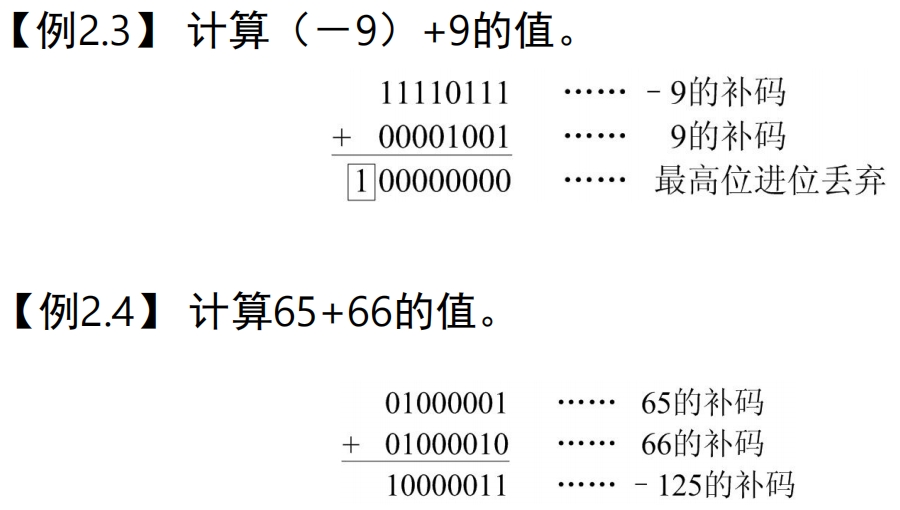 【例2.3】 计算（－9）+9的值。
11110111 …… －9的补码
+ 00001001 …… 9的补码
1 00000000 …… 最高位进位丢弃
【例2.4】 计算65+66的值。
01000001 …… 65的补码
+ 01000010 …… 66的补码
10000011 …… －125的补码